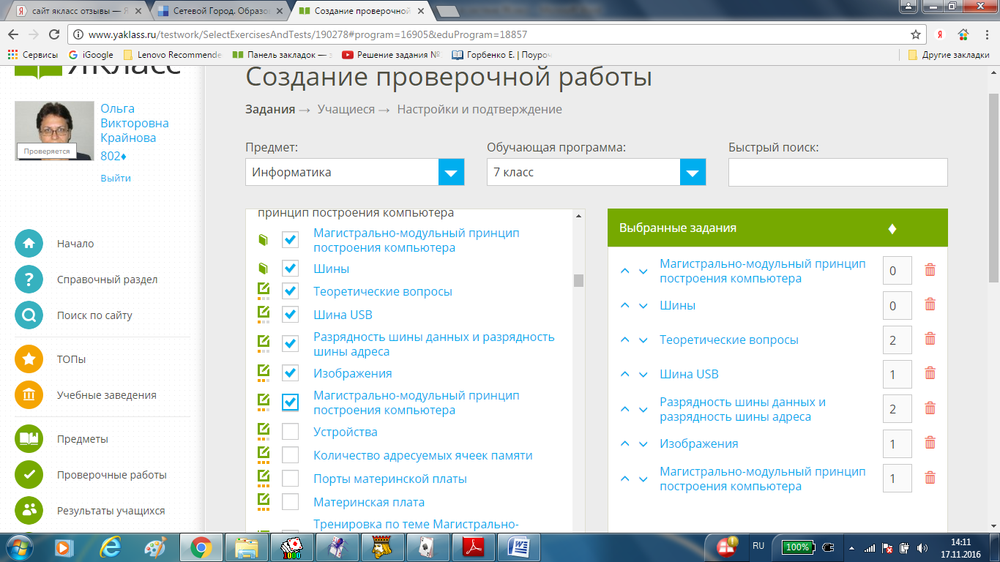 сайт якласс отзывы — Я
Сетевой Город. Образов
Создание проверочной
www.yaklass.ru/testwork/SelectExercisesAndTests/190278#program=16905&eduProgram=18857
Сервисы
iGoogle
Lenovo Recommende
Панель закладок — з
Решение задания №
Горбенко Е. | Поуроч
Другие закладки
ЯКласс
Ольга
Викторовна
Крайнова
802
Проверяется
Выйти
Начало
Справочный раздел
Поиск по сайту
ТОПы
Учебные заведения
Предметы
Проверочные работы
Результаты учащихся
Создание проверочной работы
Задания → Учащиеся → Настройки и подтверждение
Предмет:
Информатика
Обучающая программа:
7 класс
Быстрый поиск:
принцип построения компьютера
Магистрально-модульный принцип
построения компьютера
Шины
Теоретические вопросы
Шина USB
Разрядность шины данных и разрядность
шины адреса
Изображения
Магистрально-модульный принцип
построения компьютера
Устройства
Количество адресуемых ячеек памяти
Порты материнской платы
Материнская плата
Тренировка по теме Магистрально-
Выбранные задания
Магистрально-модульный принцип
построения компьютера
0
Шины
0
Теоретические вопросы
2
Шина USB
1
Разрядность шины данных и
разрядность шины адреса
2
Изображения
1
Магистрально-модульный принцип
построения компьютера
1
1000
RU
100%
14:11
17.11.2016